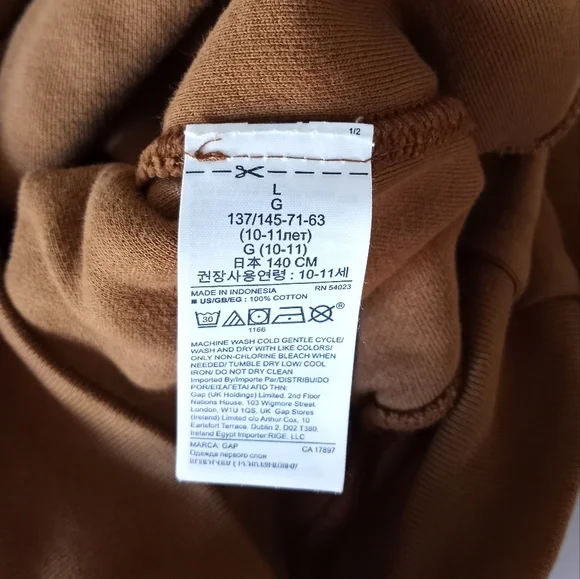 1/2
L
G
137/145-71-63
(10-11лет)
G (10-11)
日本 140 CM
권장사용연령 : 10-11세
MADE IN INDONESIA RN 54023
■ US/GB/EG : 100% COTTON
30 ®
1166
MACHINE WASH COLD GENTLE CYCLE/
WASH AND DRY WITH LIKE COLORS/
ONLY NON-CHLORINE BLEACH WHEN
NEEDED/ TUMBLE DRY LOW/ COOL
IRON/ DO NOT DRY CLEAN
Imported By/Importe Par/DISTRIBUIDO
POR/ΕΙΣΑΓΕΤΑΙ ΑΠΟ ΤΗΝ:
Gap (UK Holdings) Limited, 2nd Floor
Nations House, 103 Wigmore Street,
London, W1U 1QS, UK Gap Stores
(Ireland) Limited c/o Arthur Cox, 10
Earlsfort Terrace, Dublin 2, D02 T380,
Ireland Egypt Importer:RIGE, LLC
MARCA: GAP CA 17897
Одежда первого слоя